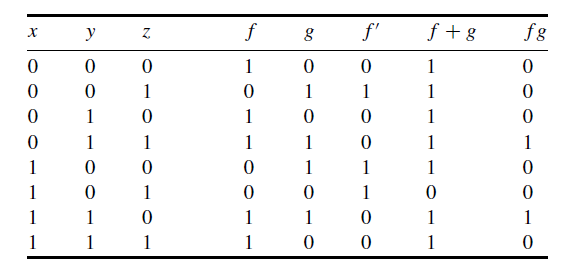 x y z f g f′ f + g fg
0 0 0 1 0 0 1 0
0 0 1 0 1 1 1 0
0 1 0 1 0 0 1 0
0 1 1 1 1 0 1 1
1 0 0 0 1 1 1 0
1 0 1 0 0 1 0 0
1 1 0 1 1 0 1 1
1 1 1 1 0 0 1 0